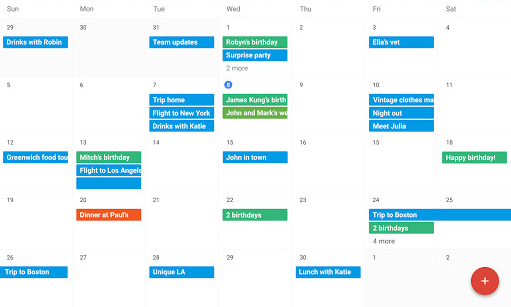 Sun Mon Tue Wed Thu Fri Sat
29 30 31 1 2 3 4
Drinks with Robin Team updates Robyn's birthday Ella's vet
Surprise party
2 more
5 6 7 8 9 10 11
Trip home James Kung's birth Vintage clothes ma
Flight to New York John and Mark's we Night out
Drinks with Katie Meet Julia
12 13 14 15 16 15 18
Greenwich food tou Mitch's birthday John in town Happy birthday!
Flight to Los Angele
19 20 21 22 23 24 25
Dinner at Paul's 2 birthdays Trip to Boston
2 birthdays
4 more
26 27 28 29 30 1 2
Trip to Boston Unique LA Lunch with Katie
+